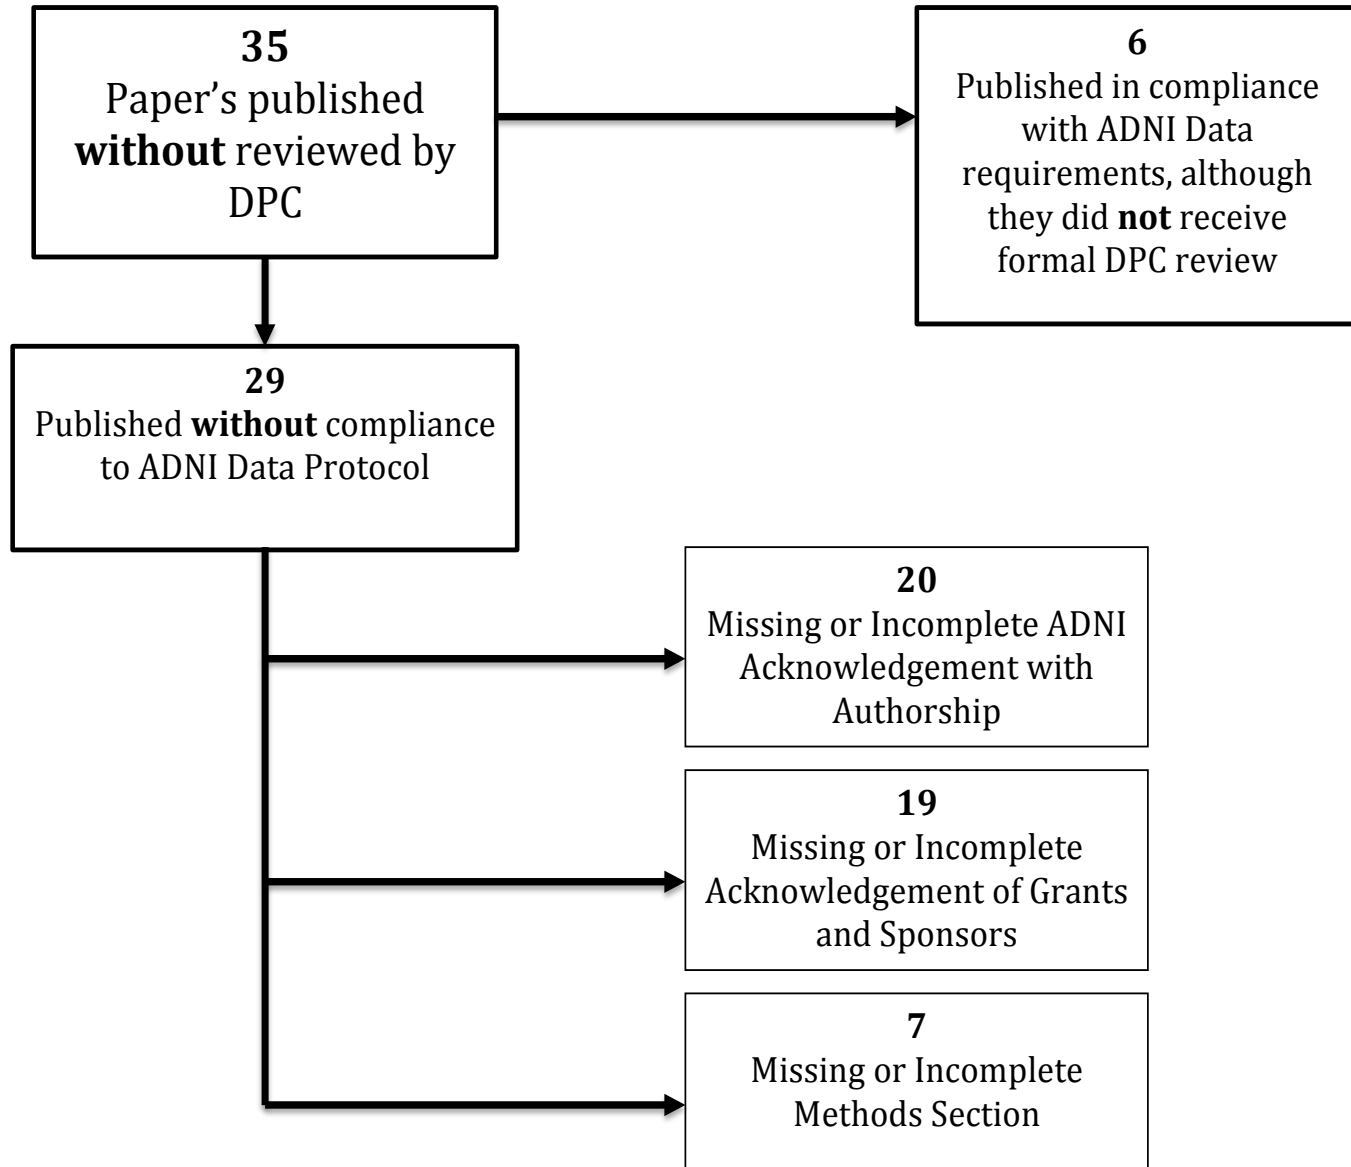 35
Paper’s published
without reviewed by
DPC
6
Published in compliance
with ADNI Data
requirements, although
they did not receive
formal DPC review
29
Published without compliance
to ADNI Data Protocol
20
Missing or Incomplete ADNI
Acknowledgement with
Authorship
19
Missing or Incomplete
Acknowledgement of Grants
and Sponsors
7
Missing or Incomplete
Methods Section